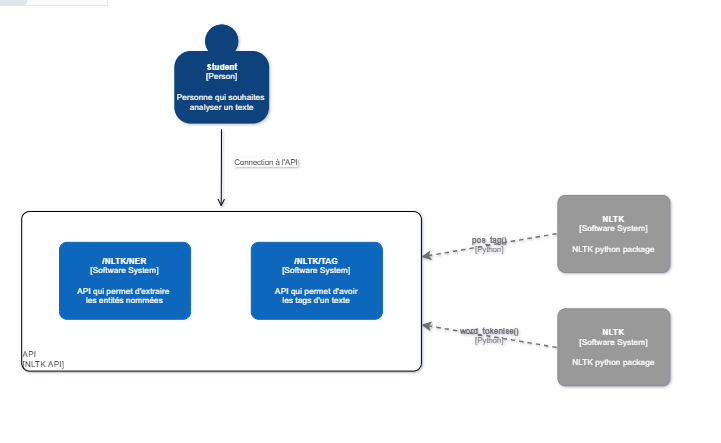 Student
[Person]
Personne qui souhaites
analyser un texte
Connection à l'API
/NLTK/NER
[Software System]
API qui permet d'extraire
les entités nommées
/NLTK/TAG
[Software System]
API qui permet d'avoir
les tags d'un texte
API
[NLTK API]
pos_tag()
[Python]
word_tokenise()
[Python]
NLTK
[Software System]
NLTK python package
NLTK
[Software System]
NLTK python package